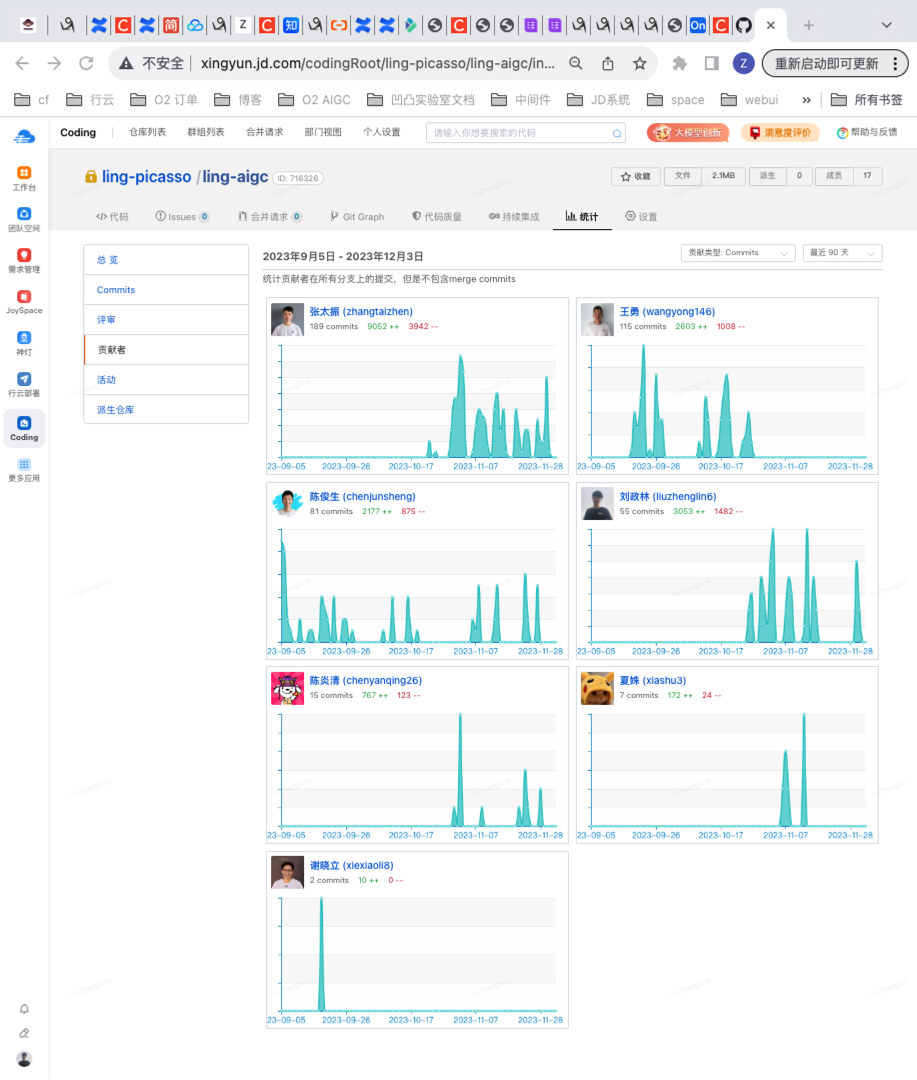 Z
知
简
On
不安全
xingyun.jd.com/codingRoot/ling-picasso/ling-aigc/in...
Z
重新启动即可更新
cf
行云
O2 订单
博客
O2 AIGC
凹凸实验室文档
中间件
JD系统
space
webui
»
所有书签
Coding
仓库列表
群组列表
合并请求
部门视图
个人设置
请输入你想要搜索的代码
大模型创新
满意度评价
帮助与反馈
工作台
团队空间
需求管理
JoySpace
神灯
行云部署
Coding
更多应用
ling-picasso /ling-aigc
ID: 716326
收藏
文件 2.1MB
派生 0
成员 17
</> 代码
Issues 0
合并请求 0
Git Graph
代码质量
持续集成
统计
设置
总 览
Commits
评审
贡献者
活动
派生仓库
2023年9月5日 - 2023年12月3日
贡献类型: Commits
最近 90 天
统计贡献者在所有分支上的提交，但是不包含merge commits
张太振 (zhangtaizhen)
189 commits 9052 ++ 3942 --
23-09-05 2023-09-26 2023-10-17 2023-11-07 2023-11-28
王勇 (wangyong146)
115 commits 2603 ++ 1008 --
23-09-05 2023-09-26 2023-10-17 2023-11-07 2023-11-28
陈俊生 (chenjunsheng)
81 commits 2177 ++ 875 --
23-09-05 2023-09-26 2023-10-17 2023-11-07 2023-11-28
刘政林 (liuzhenglin6)
55 commits 3053 ++ 1482 --
23-09-05 2023-09-26 2023-10-17 2023-11-07 2023-11-28
陈炎清 (chenyanqing26)
15 commits 767 ++ 123 --
23-09-05 2023-09-26 2023-10-17 2023-11-07 2023-11-28
夏姝 (xiashu3)
7 commits 172 ++ 24 --
23-09-05 2023-09-26 2023-10-17 2023-11-07 2023-11-28
谢晓立 (xiexiaoli8)
2 commits 10 ++ 0 --
23-09-05 2023-09-26 2023-10-17 2023-11-07 2023-11-28